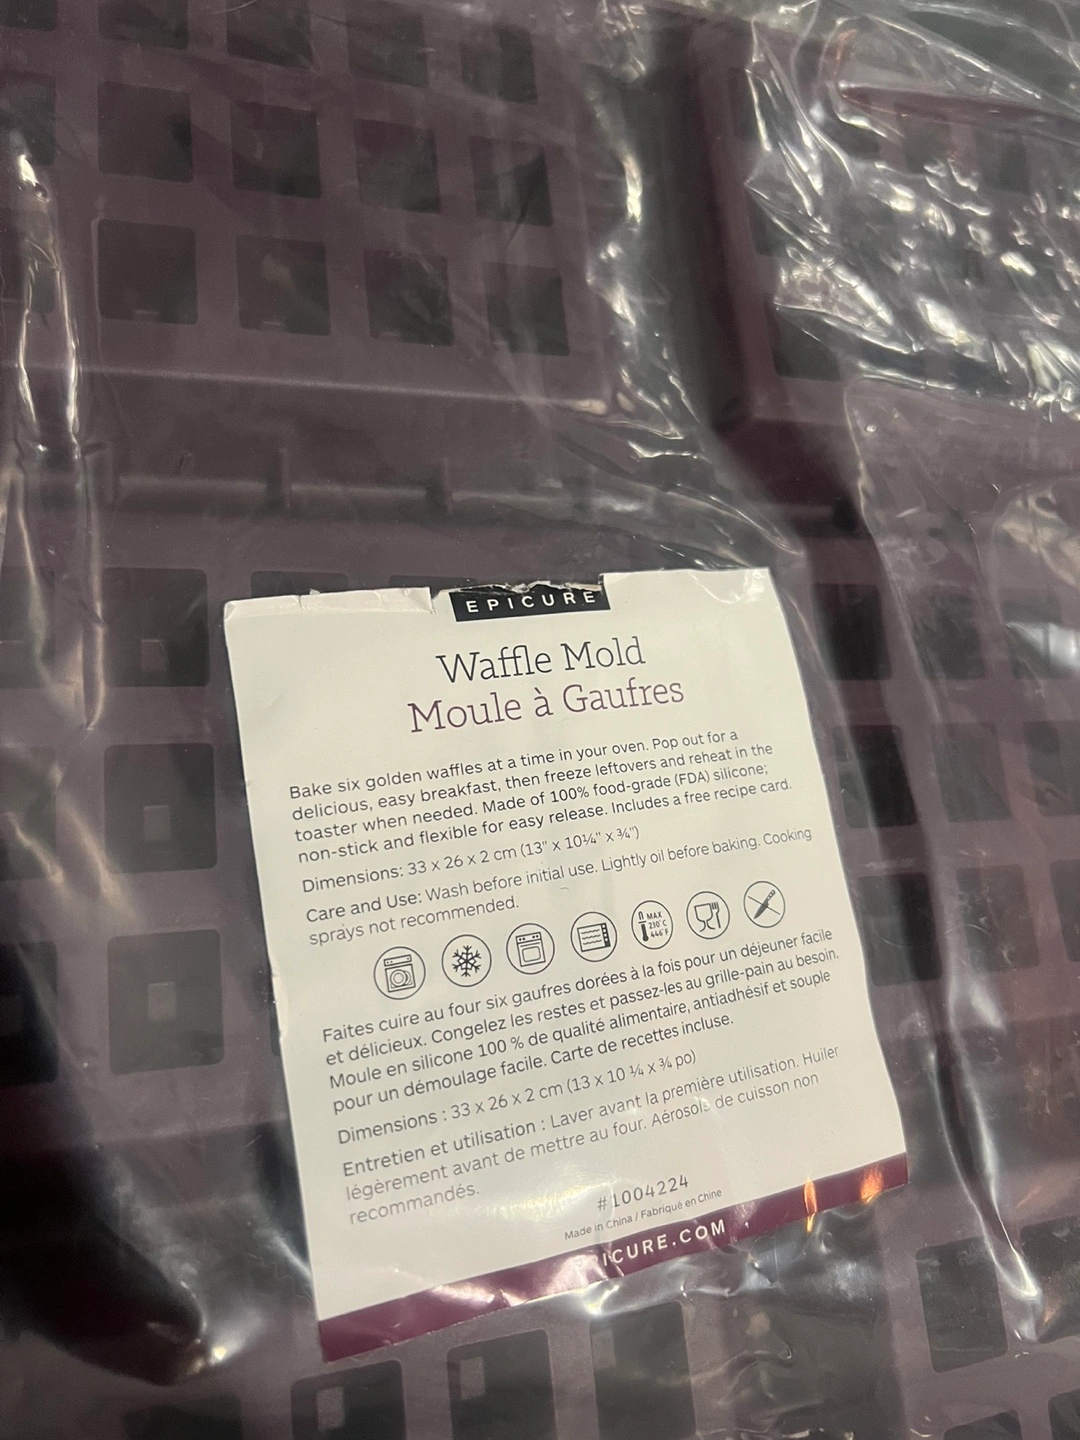 EPICURE
Waffle Mold
Moule à Gaufres
Bake six golden waffles at a time in your oven. Pop out for a
delicious, easy breakfast, then freeze leftovers and reheat in the
toaster when needed. Made of 100% food-grade (FDA) silicone;
non-stick and flexible for easy release. Includes a free recipe card.
Dimensions: 33 x 26 x 2 cm (13" x 10¼" x ¾")
Care and Use: Wash before initial use. Lightly oil before baking. Cooking
sprays not recommended.
MAX
230°C
446°F
Faites cuire au four six gaufres dorées à la fois pour un déjeuner facile
et délicieux. Congelez les restes et passez-les au grille-pain au besoin.
Moule en silicone 100 % de qualité alimentaire, antiadhésif et souple
pour un démoulage facile. Carte de recettes incluse.
Dimensions : 33 x 26 x 2 cm (13 x 10 ¼ x ¾ po)
Entretien et utilisation : Laver avant la première utilisation. Huiler
légèrement avant de mettre au four. Aérosols de cuisson non
recommandés.
#1004224
Made in China / Fabriqué en Chine
EPICURE.COM